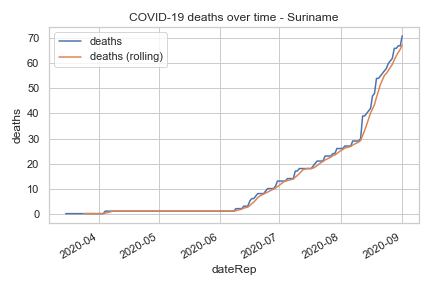 COVID-19 deaths over time - Suriname
deaths
deaths (rolling)
70
60
50
40
30
20
10
0
deaths
2020-04
2020-05
2020-06
2020-07
2020-08
2020-09
dateRep